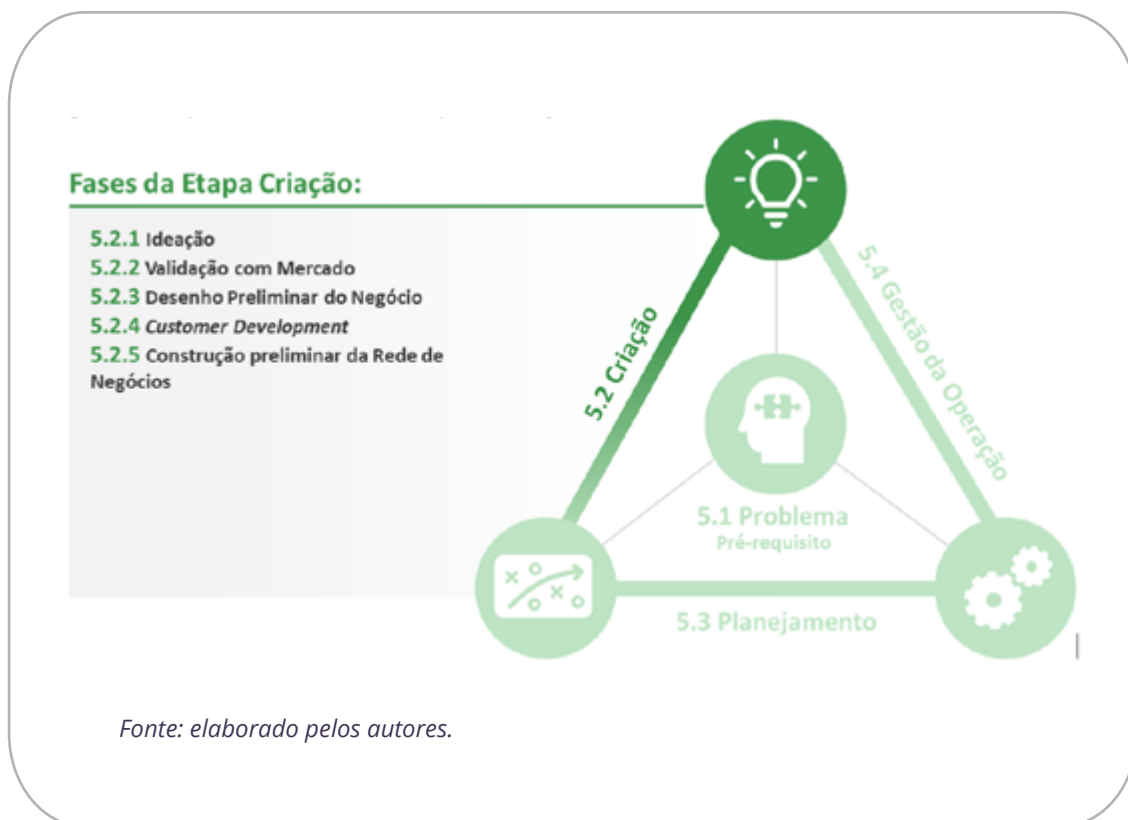 Fases da Etapa Criação:
5.2.1 Ideação
5.2.2 Validação com Mercado
5.2.3 Desenho Preliminar do Negócio
5.2.4 Customer Development
5.2.5 Construção preliminar da Rede de
Negócios
5.2 Criação
5.4 Gestão da Operação
5.1 Problema
Pré-requisito
5.3 Planejamento
Fonte: elaborado pelos autores.